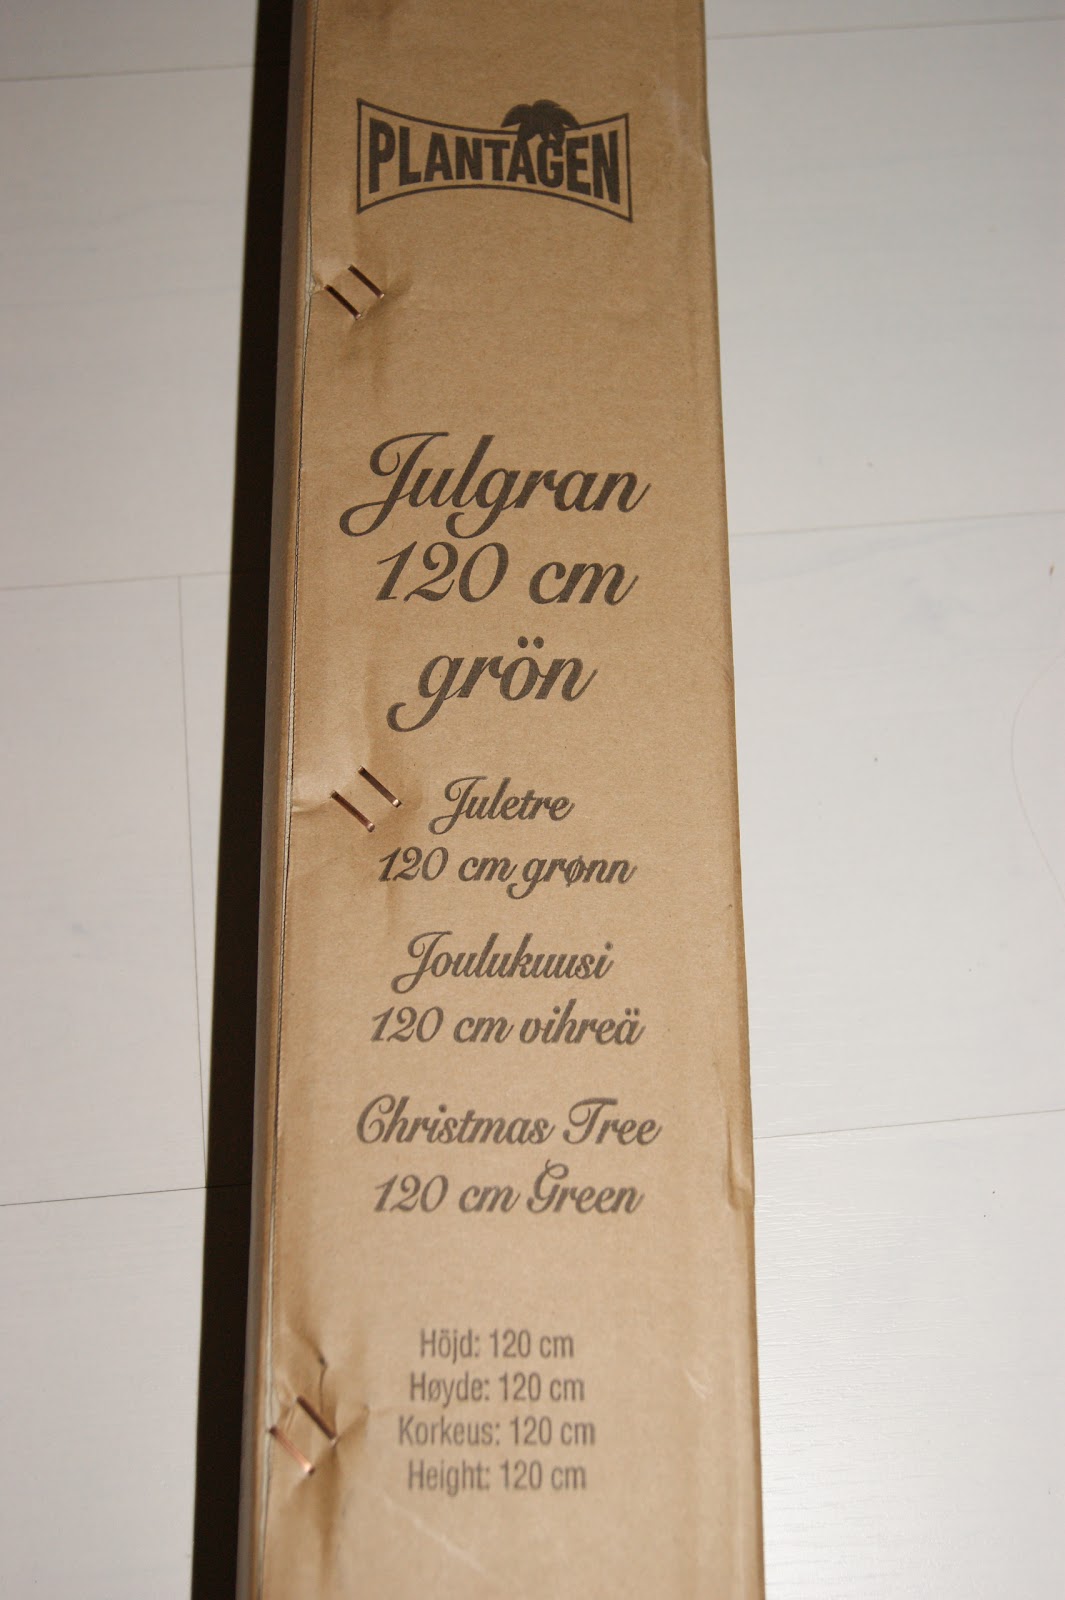 PLANTAGEN
Julgran
120 cm
grön
Juletre
120 cm grønn
Joulukuusi
120 cm vihreä
Christmas Tree
120 cm Green
Höjd: 120 cm
Høyde: 120 cm
Korkeus: 120 cm
Height: 120 cm